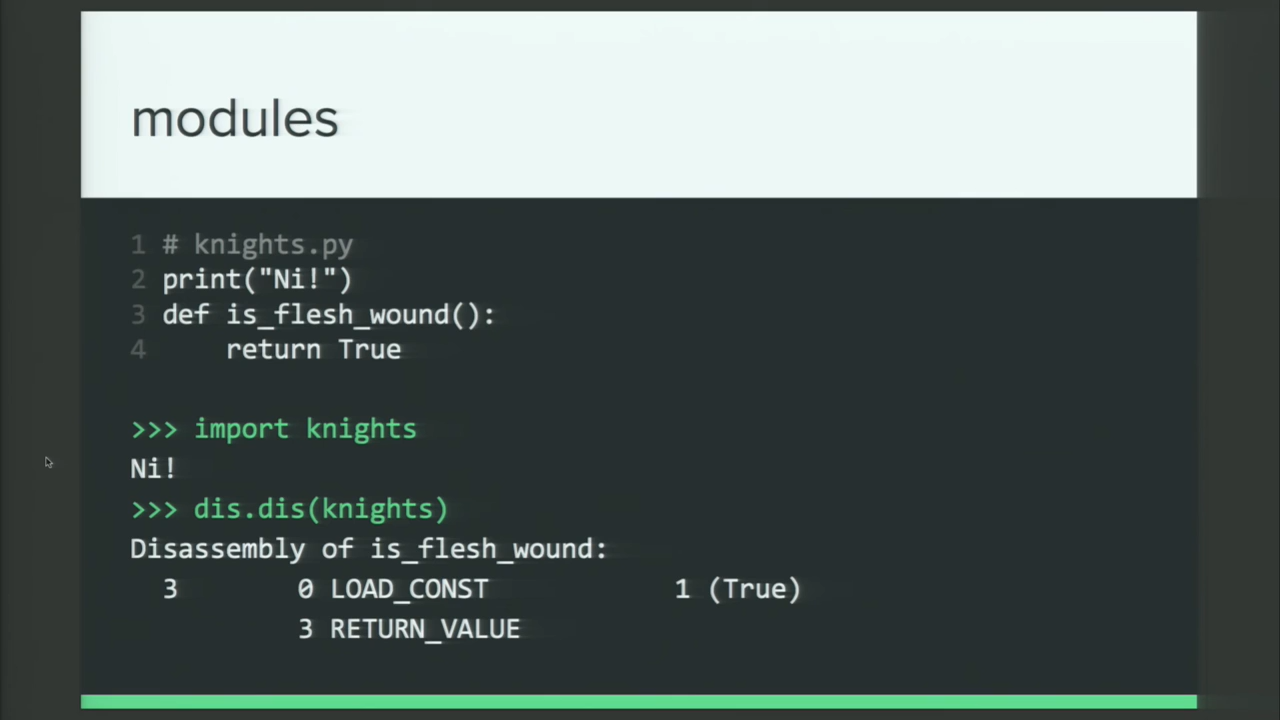 modules
1 # knights.py
2 print("Ni!")
3 def is_flesh_wound():
4     return True
>>> import knights
Ni!
>>> dis.dis(knights)
Disassembly of is_flesh_wound:
  3        0 LOAD_CONST            1 (True)
           3 RETURN_VALUE